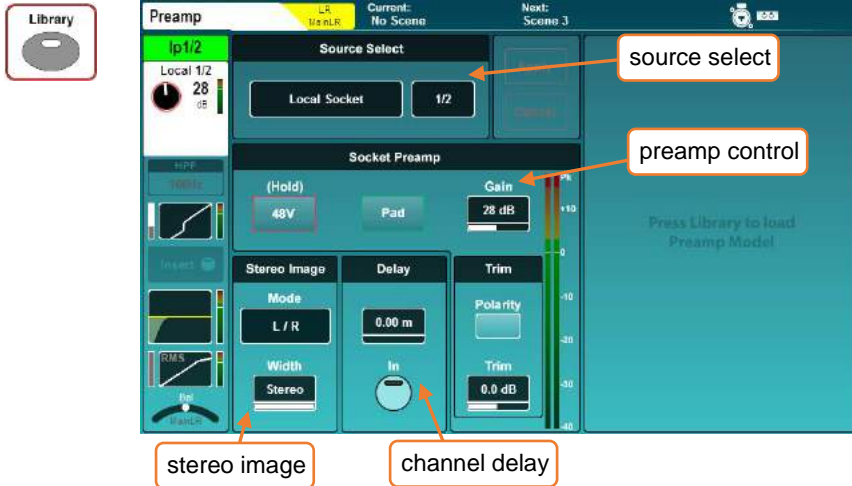 Library
Preamp
LR
MainLR
Current:
No Scene
Next:
Scene 3
Ip1/2
Local 1/2
28
dB
HPF
Insert
RMS
Bal
MainLR
Source Select
Local Socket
1/2
Apply
Cancel
source select
Socket Preamp
preamp control
(Hold)
48V
Pad
Gain
28 dB
Pk
+10
0
-10
-20
-30
-40
Press Library to load
Preamp Model
Stereo Image
Mode
L / R
Width
Stereo
Delay
0.00 m
In
Trim
Polarity
Trim
0.0 dB
stereo image
channel delay